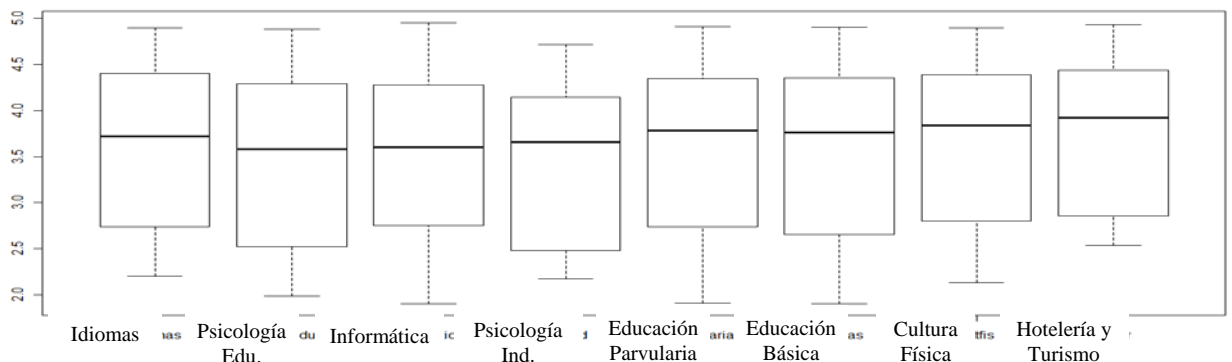 5.0
4.5
4.0
3.5
3.0
2.5
2.0
Idiomas
Psicología
Edu.
Informática
Psicología
Ind.
Educación
Parvularia
Educación
Básica
Cultura
Física
Hotelería y
Turismo